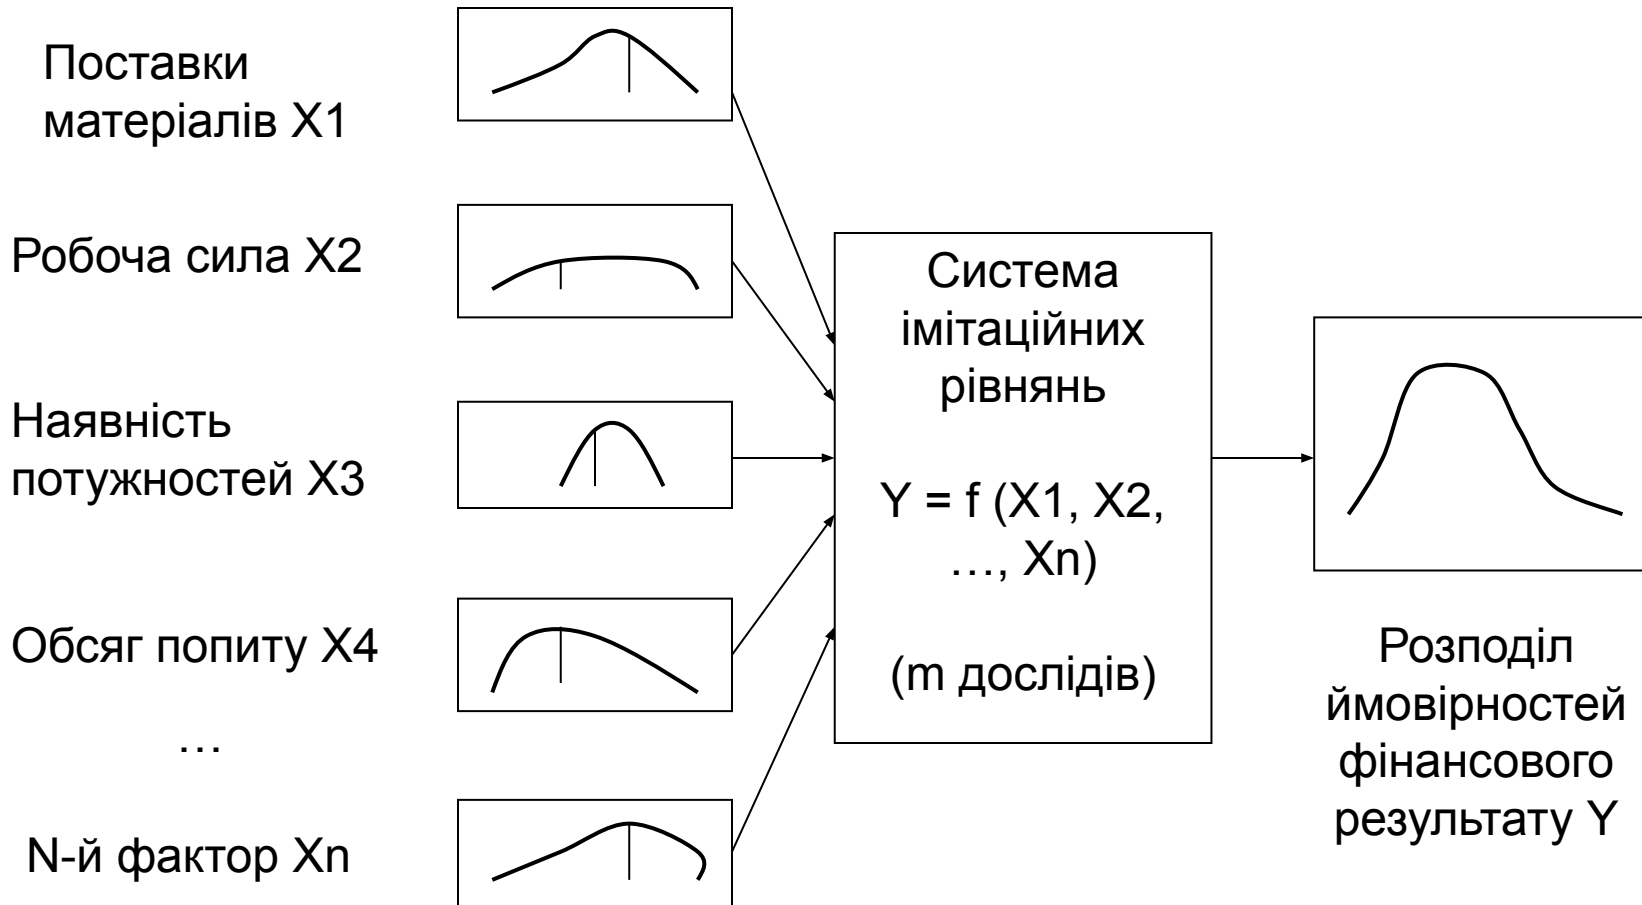 Поставки
матеріалів X1
Робоча сила X2
Наявність
потужностей X3
Обсяг попиту X4
…
N-й фактор Xn
Система
імітаційних
рівнянь
Y = f (X1, X2,
…, Xn)
(m дослідів)
Розподіл
ймовірностей
фінансового
результату Y